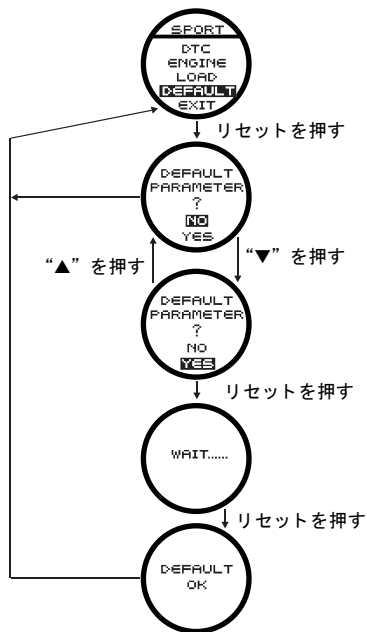 SPORT
DTC
ENGINE
LOAD
DEFAULT
EXIT
リセットを押す
DEFAULT
PARAMETER
?
NO
YES
“▲” を押す
“▼” を押す
DEFAULT
PARAMETER
?
NO
YES
リセットを押す
WAIT......
リセットを押す
DEFAULT
OK